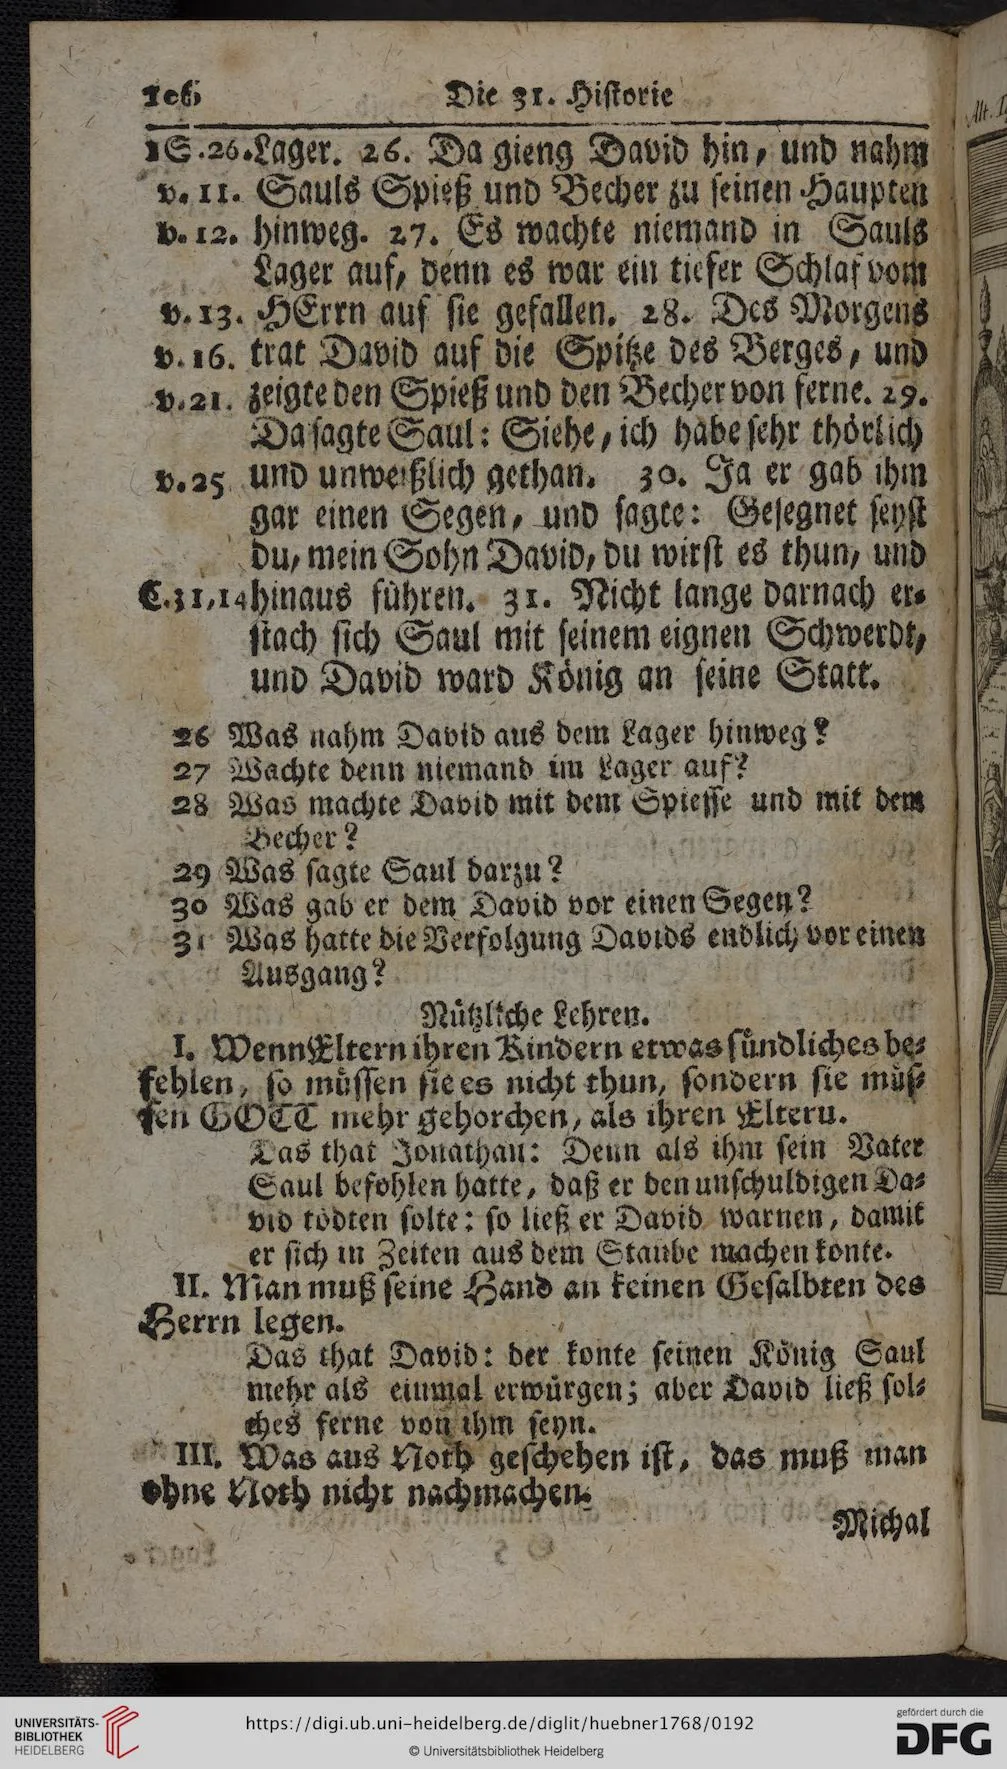 106 Die 31. Historie
1S.26. Lager. 26. Da gieng David hin, und nahm
v. 11. Sauls Spieß und Becher zu seinen Haupten
v. 12. hinweg. 27. Es wachte niemand in Sauls
Lager auf, denn es war ein tiefer Schlaf vom
v. 13. HErrn auf sie gefallen. 28. Des Morgens
v. 16. trat David auf die Spitze des Berges, und
v. 21. zeigte den Spieß und den Becher von ferne. 29.
Da sagte Saul: Siehe, ich habe sehr thörlich
v. 25 und unweißlich gethan. 30. Ja er gab ihm
gar einen Segen, und sagte: Gesegnet seyst
du, mein Sohn David, du wirst es thun, und
C. 31, 14 hinaus führen. 31. Nicht lange darnach er-
stach sich Saul mit seinem eignen Schwerdt,
und David ward König an seine Statt.
26 Was nahm David aus dem Lager hinweg?
27 Wachte denn niemand im Lager auf?
28 Was machte David mit dem Spiesse und mit dem
Becher?
29 Was sagte Saul darzu?
30 Was gab er dem David vor einen Segen?
31 Was hatte die Verfolgung Davids endlich vor einen
Ausgang?
Nützliche Lehren.
I. Wenn Eltern ihren Kindern etwas sündliches be-
fehlen, so müssen sie es nicht thun, sondern sie müs-
sen GOTT mehr gehorchen, als ihren Eltern.
Das that Jonathan: Denn als ihm sein Vater
Saul befohlen hatte, daß er den unschuldigen Da-
vid tödten solte: so ließ er David warnen, damit
er sich in Zeiten aus dem Staube machen konte.
II. Man muß seine Hand an keinen Gesalbten des
Herrn legen.
Das that David: der konte seinen König Saul
mehr als einmal erwürgen; aber David ließ sol-
ches ferne von ihm seyn.
III. Was aus Noth geschehen ist, das muß man
ohne Noth nicht nachmachen.
Michal
Alt.
UNIVERSITÄTS-
BIBLIOTHEK
HEIDELBERG
https://digi.ub.uni-heidelberg.de/diglit/huebner1768/0192
© Universitätsbibliothek Heidelberg
gefördert durch die
DFG